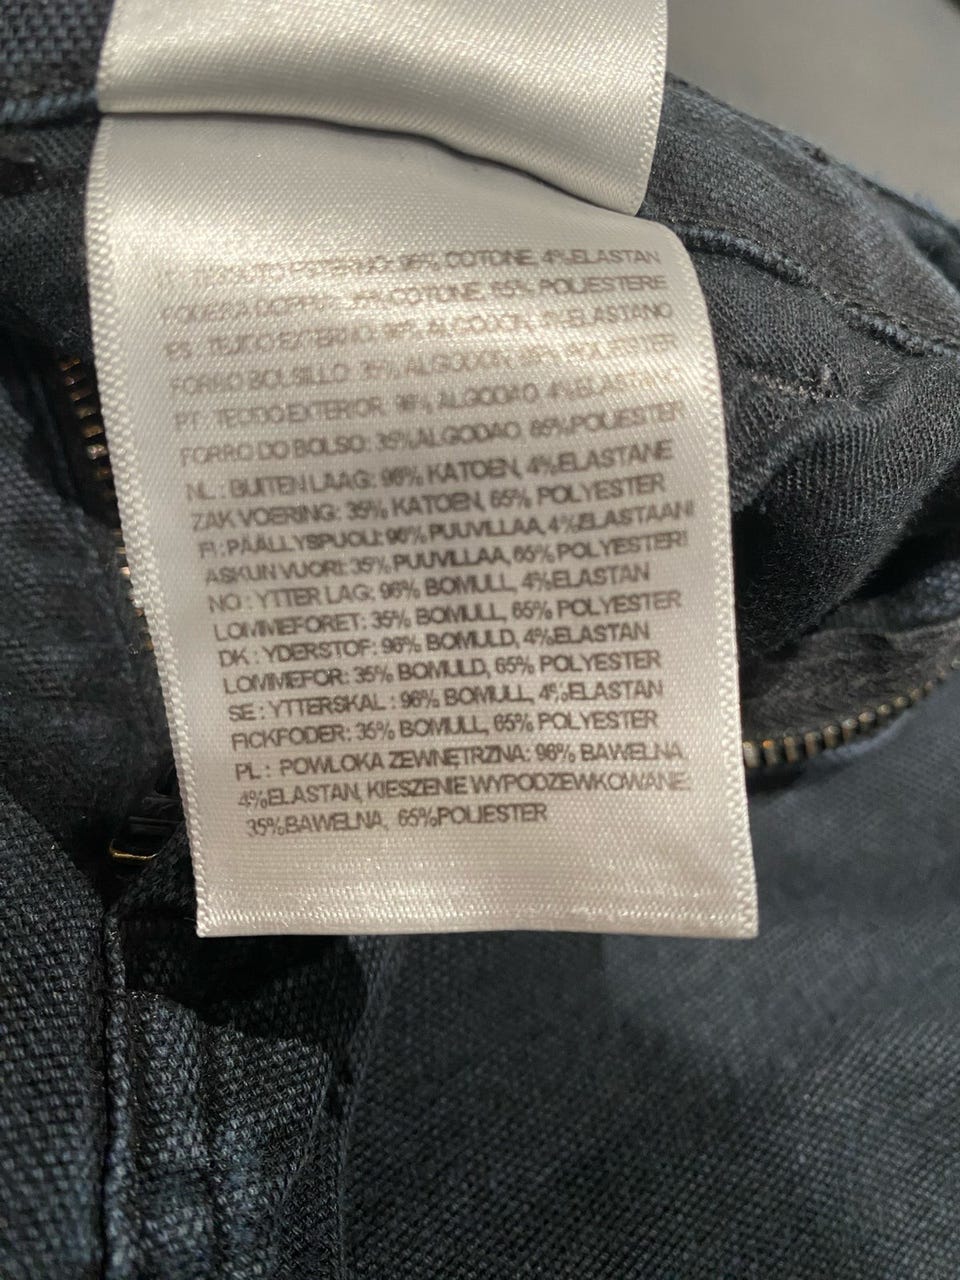 IT: TESSUTO ESTERNO: 96% COTONE, 4%ELASTAN
FODERA DOPPIA: 35% COTONE, 65% POLIESTERE
ES : TEJIDO EXTERNO: 96% ALGODON, 4%ELASTANO
FORRO BOLSILLO: 35% ALGODON, 65% POLIESTER
PT : TECIDO EXTERIOR: 96% ALGODAO, 4%ELASTANO
FORRO DO BOLSO: 35%ALGODAO, 65%POLIESTER
NL : BUITEN LAAG: 96% KATOEN, 4%ELASTANE
ZAK VOERING: 35% KATOEN, 65% POLYESTER
FI : PÄÄLLYSPUOLI: 96% PUUVILLAA, 4%ELASTAANI
ASKUN VUORI: 35% PUUVILLAA, 65% POLYESTERI
NO : YTTER LAG: 96% BOMULL, 4%ELASTAN
LOMMEFORET: 35% BOMULL, 65% POLYESTER
DK : YDERSTOF: 96% BOMULD, 4%ELASTAN
LOMMEFOR: 35% BOMULD, 65% POLYESTER
SE : YTTERSKAL : 96% BOMULL, 4%ELASTAN
FICKFODER: 35% BOMULL, 65% POLYESTER
PL : POWLOKA ZEWNĘTRZNA: 96% BAWELNA,
4%ELASTAN, KIESZENIE WYPODZEWKOWANE:
35%BAWELNA, 65%POLIESTER